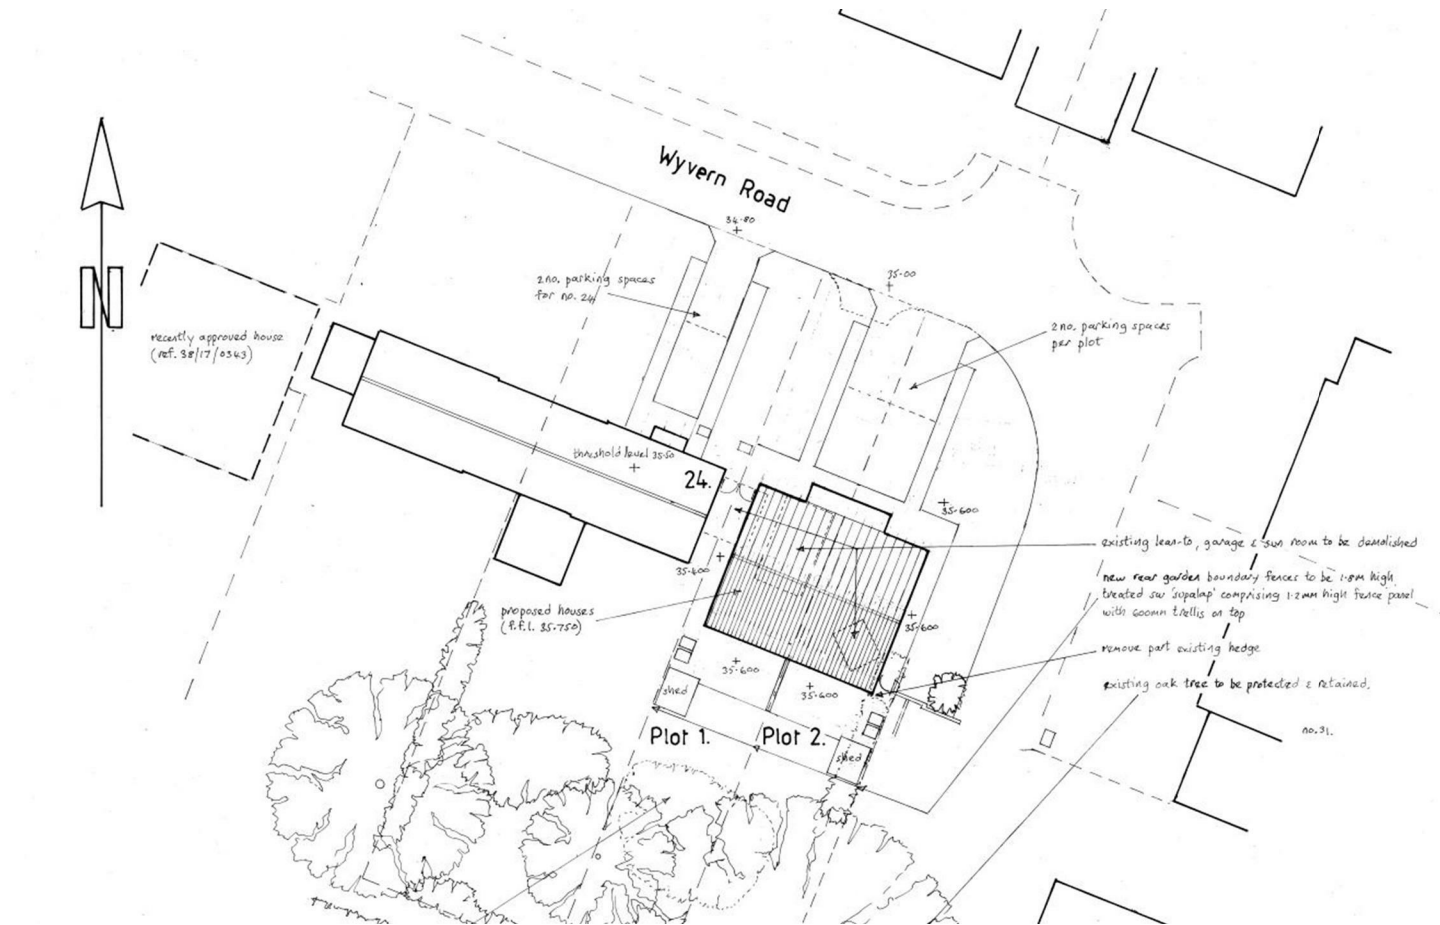 Wyvern Road
34.80
35.00
2no. parking spaces
for no. 24
2no. parking spaces
per plot
N
recently approved house
(ref. 38/17/0343)
threshold level 35.50
24.
35.600
existing lean-to, garage & sun room to be demolished
35.400
new rear garden boundary fences to be 1.8m high
treated sw 'supalap' comprising 1.2mm high fence panel
with 600mm trellis on top
proposed houses
(f.f.l. 35.750)
35.600
remove part existing hedge
35.600
35.600
existing oak tree to be protected & retained.
shed
no. 31.
Plot 1.
Plot 2.
shed